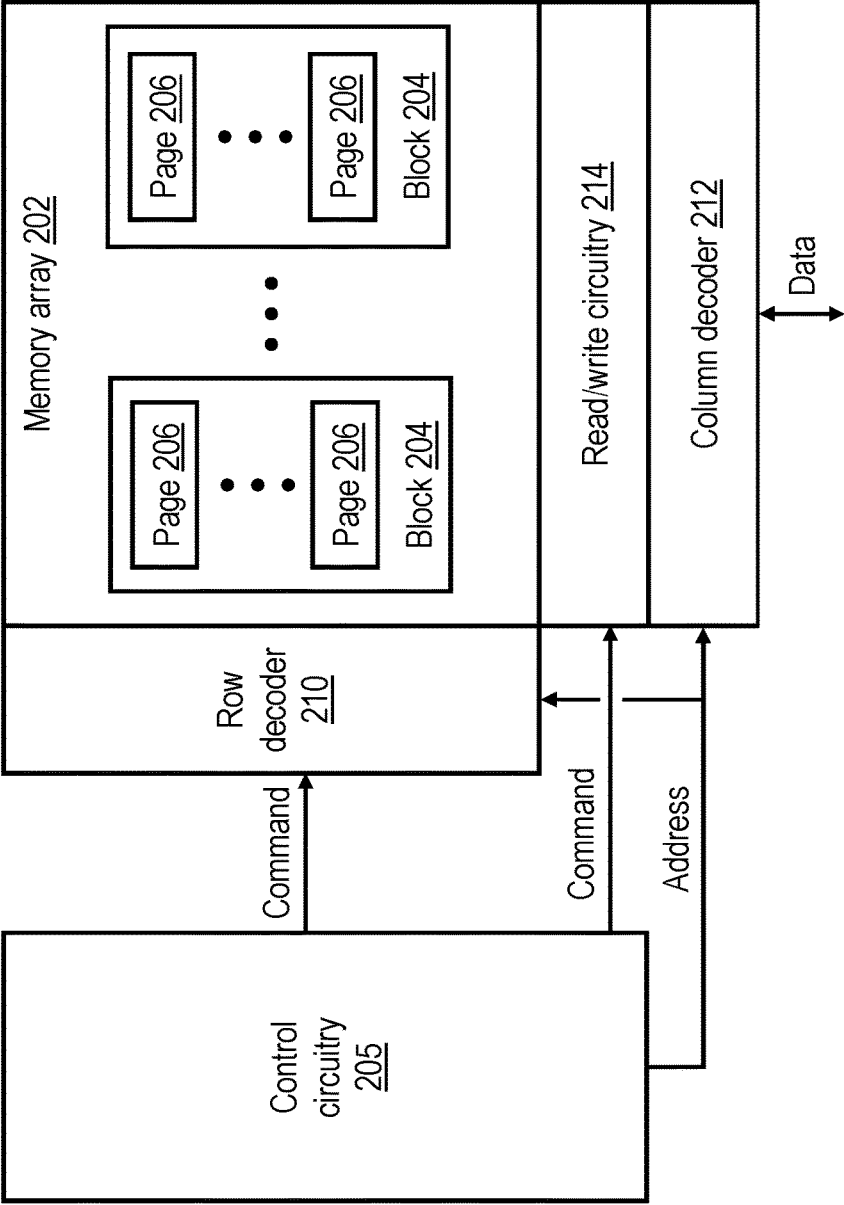 Memory array 202
Page 206
Page 206
Block 204
Page 206
Page 206
Block 204
Row
decoder
210
Read/write circuitry 214
Column decoder 212
Data
Command
Command
Address
Control
circuitry
205